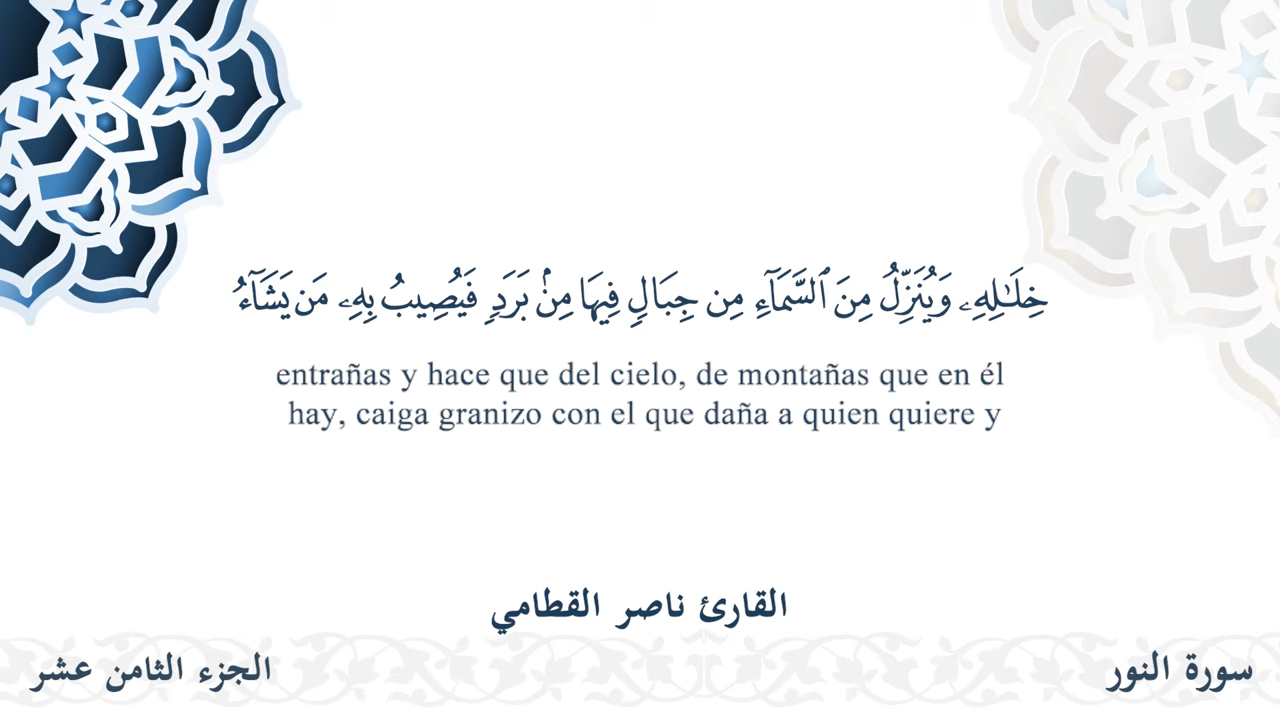 خِلَـٰلِهِۦ وَيُنَزِّلُ مِنَ ٱلسَّمَآءِ مِن جِبَالٍ فِيهَا مِنۢ بَرَدٍ فَيُصِيبُ بِهِۦ مَن يَشَآءُ
entrañas y hace que del cielo, de montañas que en él
hay, caiga granizo con el que daña a quien quiere y
القارئ ناصر القطامي
سورة النور
الجزء الثامن عشر